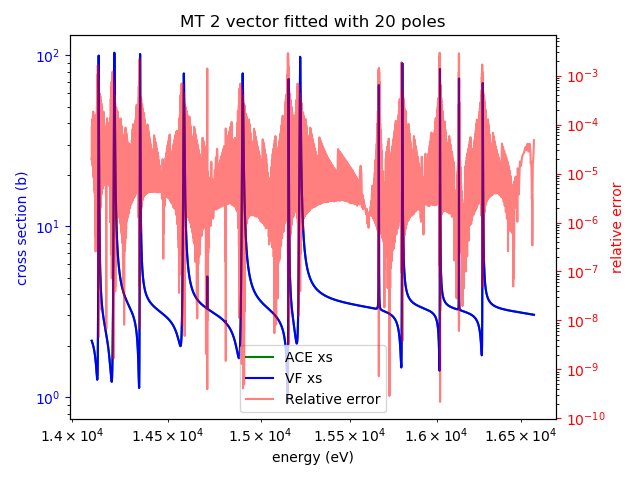 MT 2 vector fitted with 20 poles
10²
10¹
10⁰
cross section (b)
10⁻³
10⁻⁴
10⁻⁵
10⁻⁶
10⁻⁷
10⁻⁸
10⁻⁹
10⁻¹⁰
relative error
ACE xs
VF xs
Relative error
1.4 × 10⁴ 1.45 × 10⁴ 1.5 × 10⁴ 1.55 × 10⁴ 1.6 × 10⁴ 1.65 × 10⁴
energy (eV)